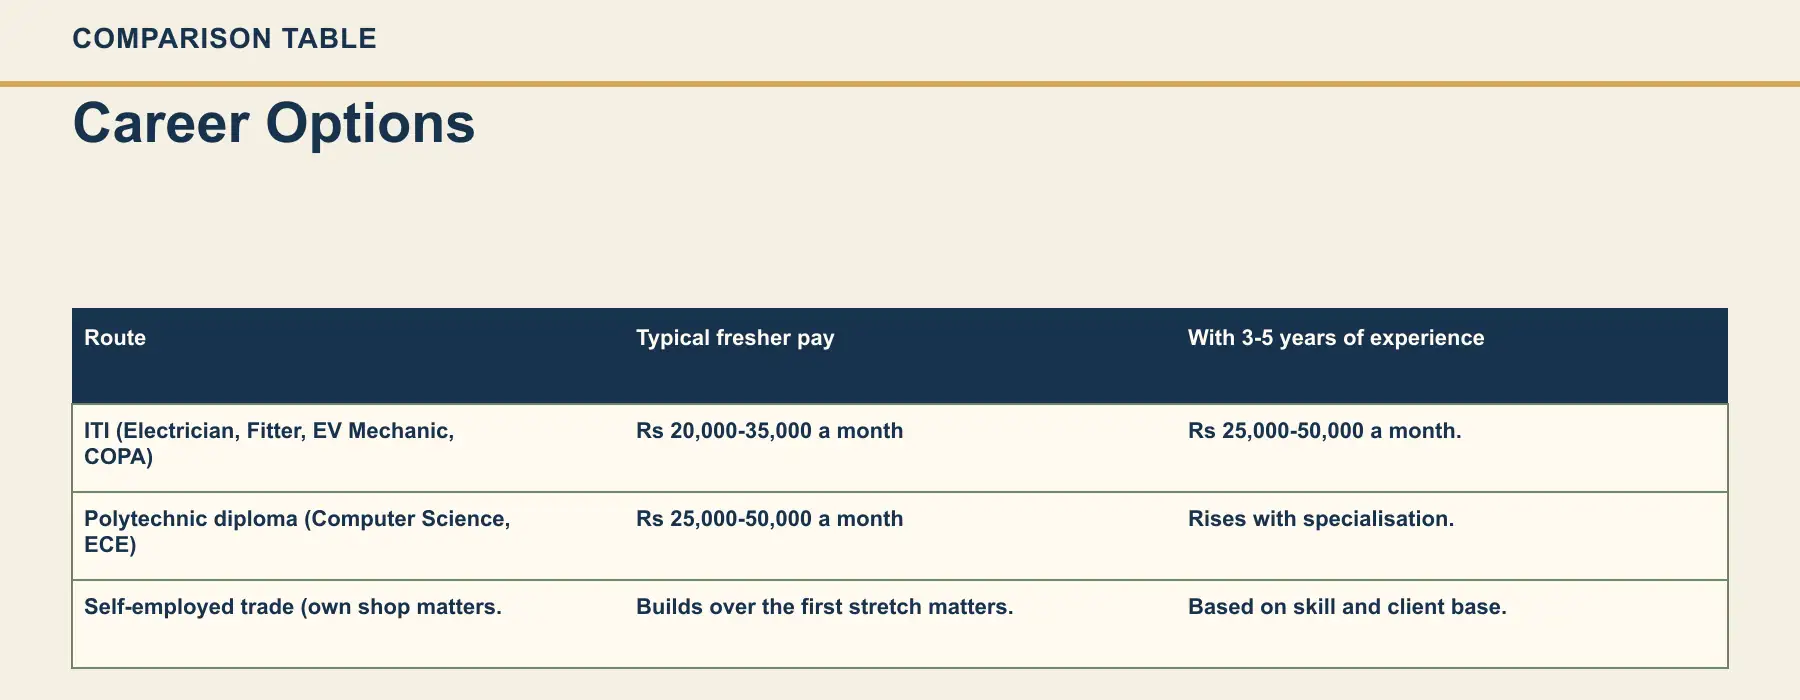 COMPARISON TABLE
Career Options
Route
Typical fresher pay
With 3-5 years of experience
ITI (Electrician, Fitter, EV Mechanic,
COPA)
Rs 20,000-35,000 a month
Rs 25,000-50,000 a month.
Polytechnic diploma (Computer Science,
ECE)
Rs 25,000-50,000 a month
Rises with specialisation.
Self-employed trade (own shop matters.
Builds over the first stretch matters.
Based on skill and client base.